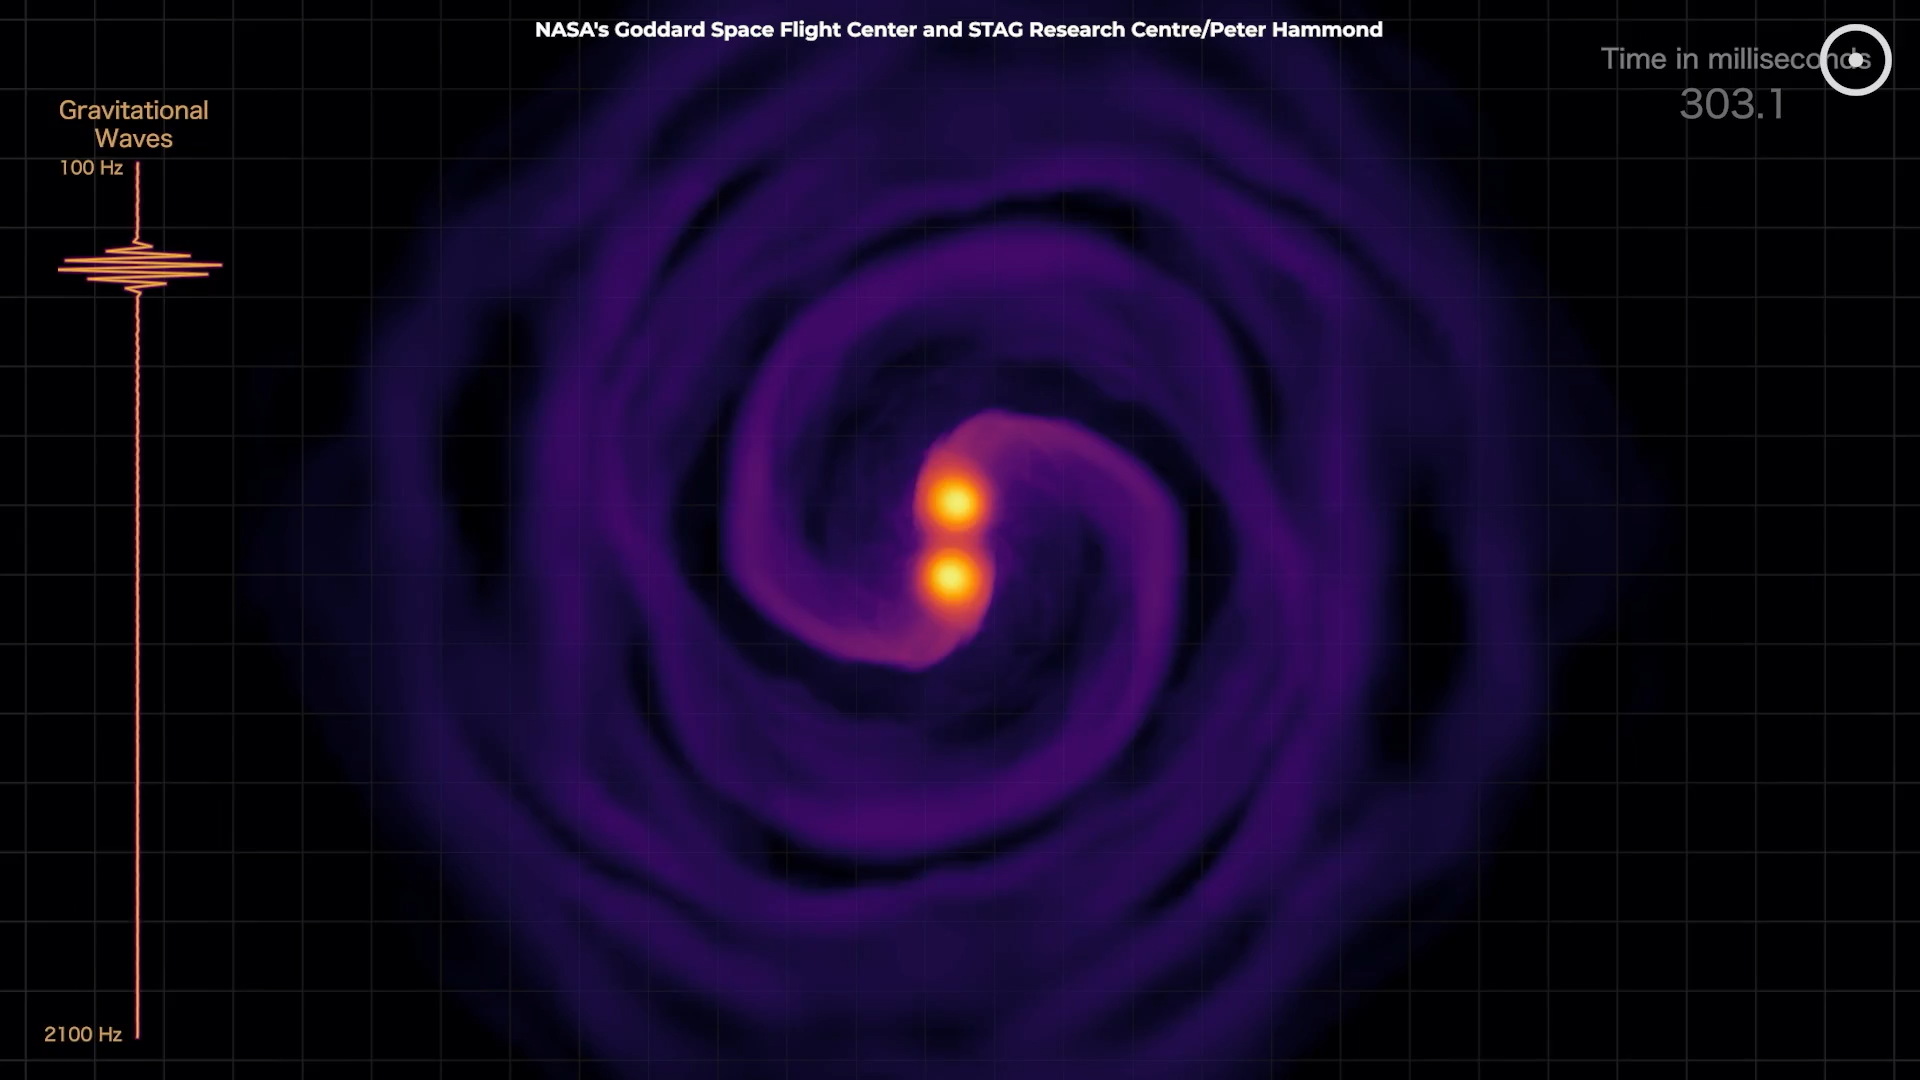 NASA's Goddard Space Flight Center and STAG Research Centre/Peter Hammond
Time in milliseconds
303.1
Gravitational
Waves
100 Hz
2100 Hz